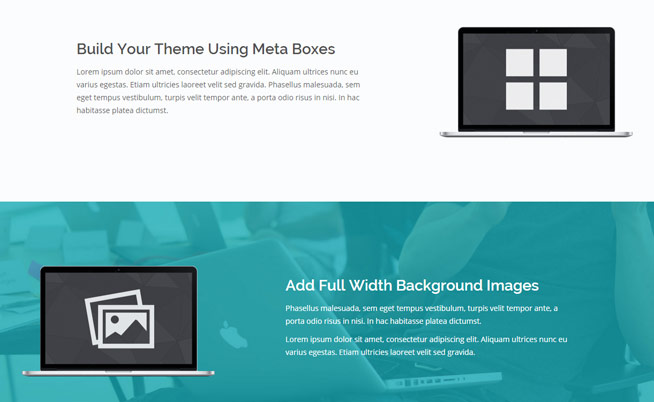 Build Your Theme Using Meta Boxes
Lorem ipsum dolor sit amet, consectetur adipiscing elit. Aliquam ultrices nunc eu
varius egestas. Etiam ultricies laoreet sed gravida. Phasellus malesuada, sem
eget tempus vestibulum, turpis velit tempor ante, a porta odio risus in nisi. In hac
habitasse platea dictumst.
Add Full Width Background Images
Phasellus malesuada, sem eget tempus vestibulum, turpis velit tempor ante, a
porta odio risus in nisi. In hac habitasse platea dictumst.
Lorem ipsum dolor sit amet, consectetur adipiscing elit. Aliquam ultrices nunc eu
varius egestas. Etiam ultricies laoreet sed gravida.